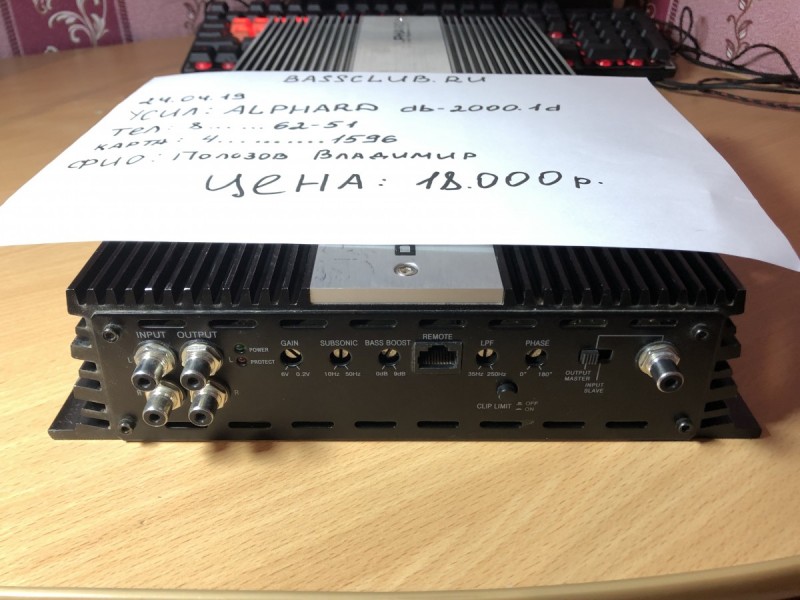 BASSCLUB.RU
24.04.19
УСИЛ: ALPHARD db-2000.1d
ТЕЛ: 8......62-51
КАРТА: 4...........1596
ФИО: Полозов Владимир
ЦЕНА: 18.000р.
INPUT OUTPUT
POWER
L PROTECT
R R
GAIN
6V 0.2V
SUBSONIC
10Hz 50Hz
BASS BOOST
0dB 9dB
REMOTE
LPF
35Hz 250Hz
PHASE
0° 180°
CLIP LIMIT OFF
ON
OUTPUT
MASTER
INPUT
SLAVE